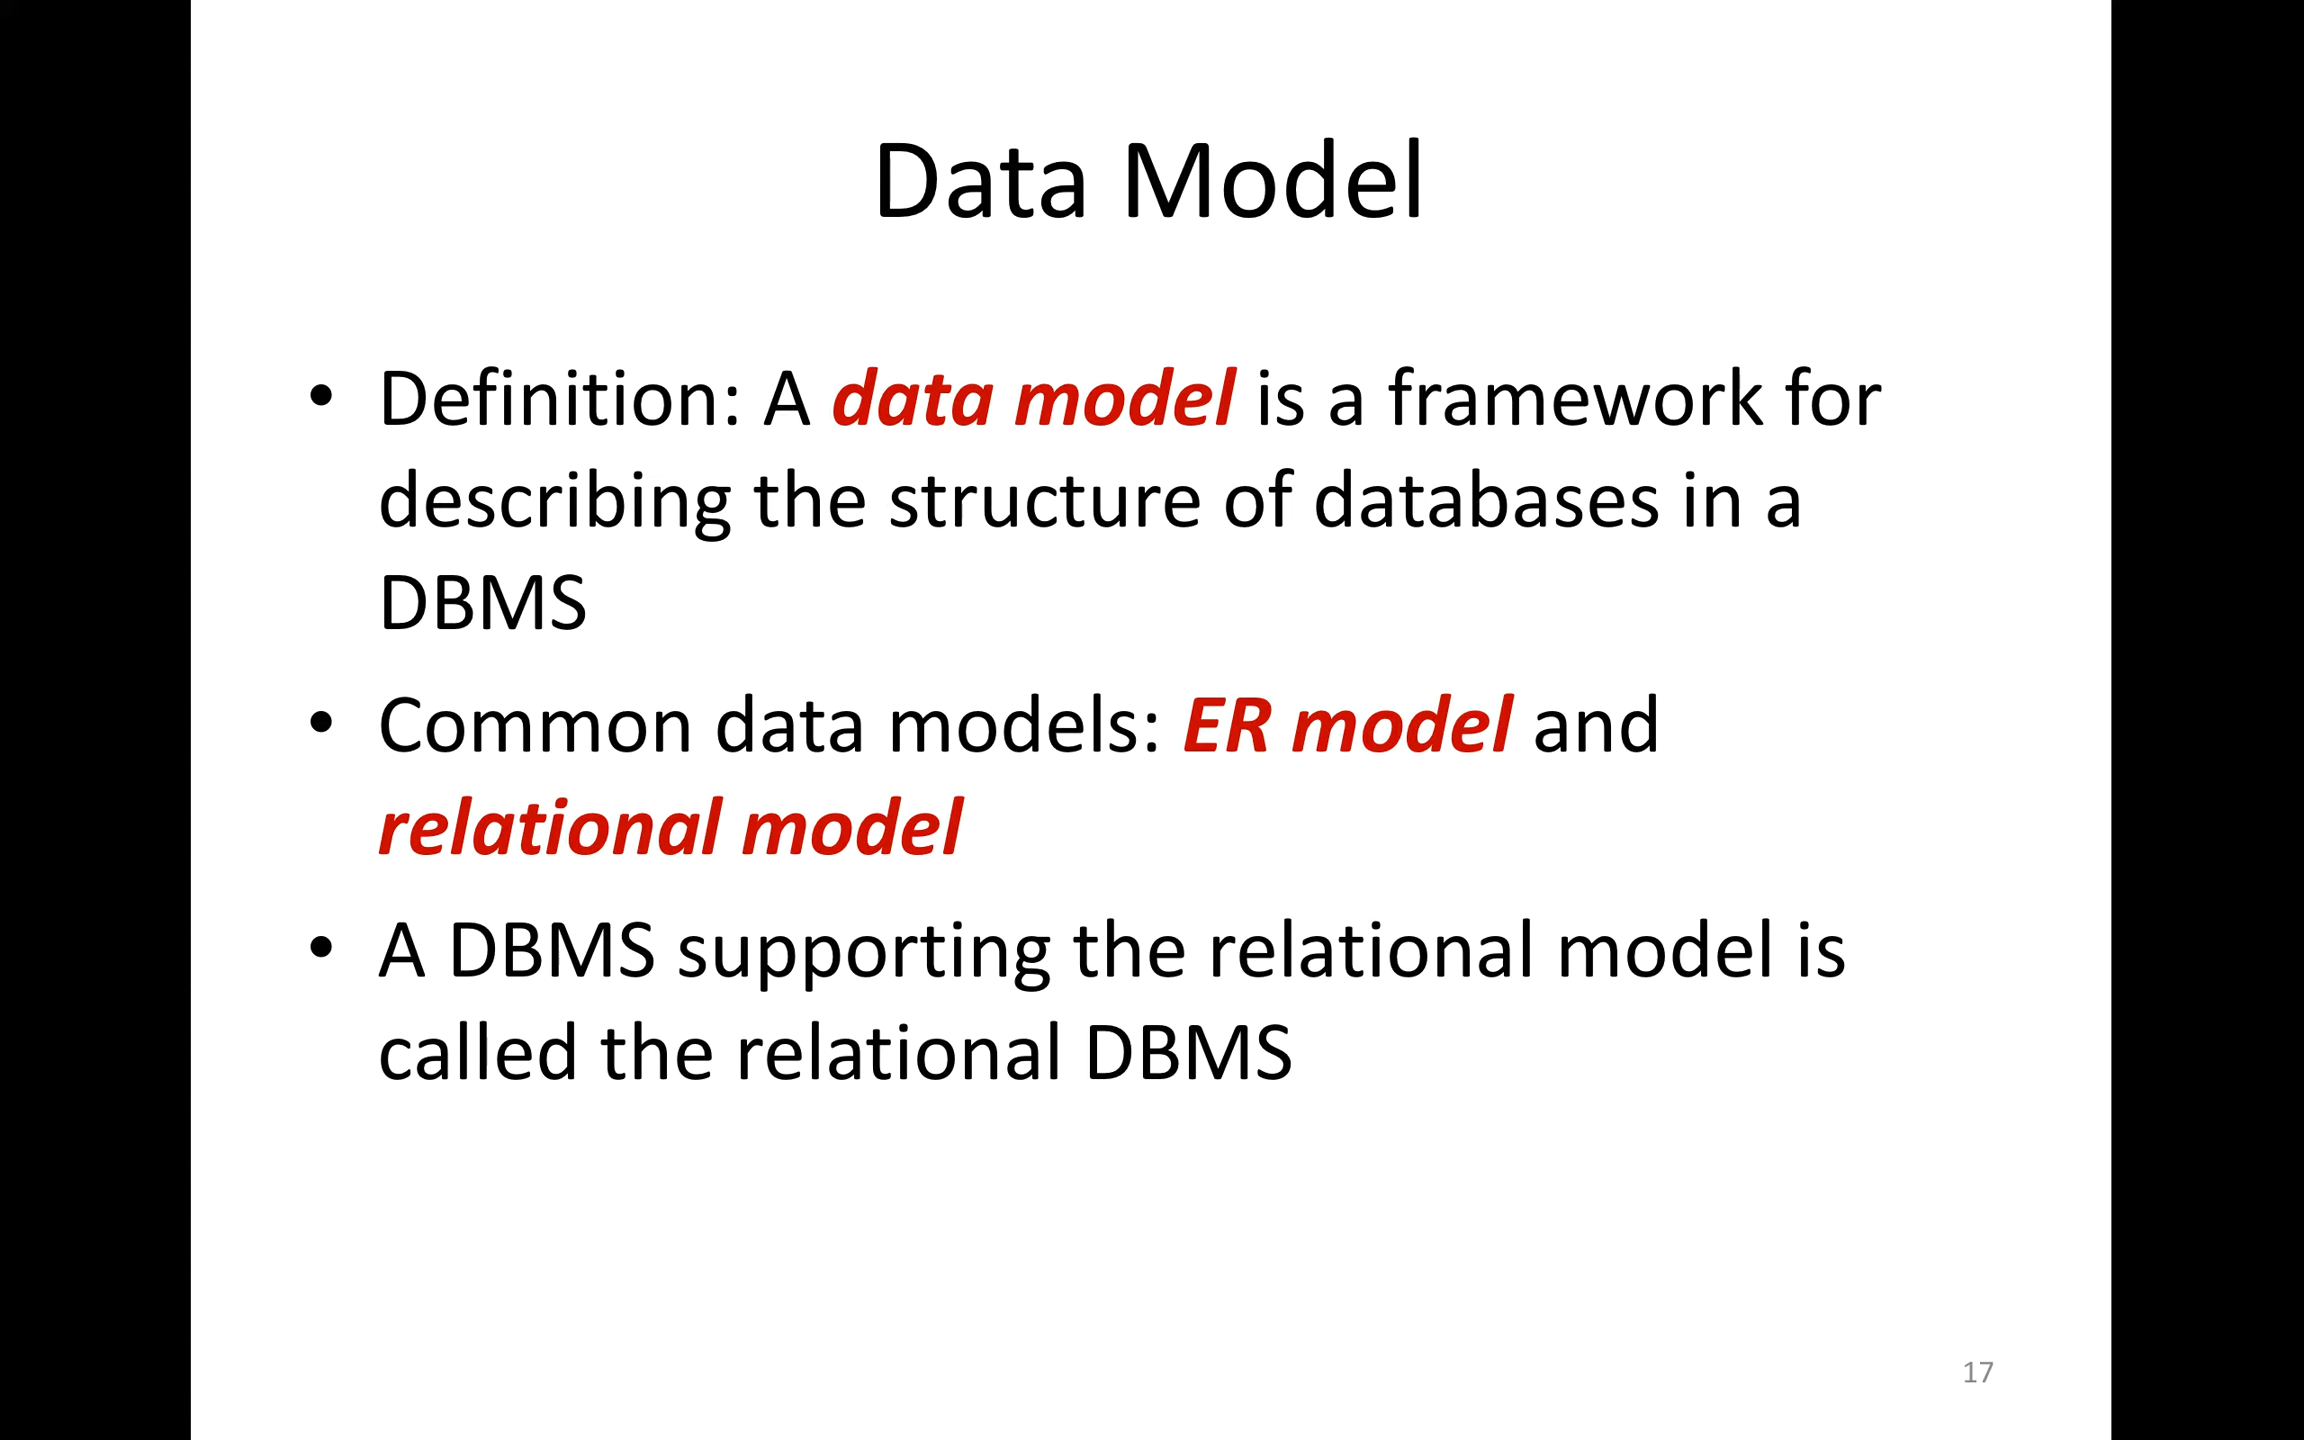 Data Model
• Definition: A data model is a framework for
describing the structure of databases in a
DBMS
• Common data models: ER model and
relational model
• A DBMS supporting the relational model is
called the relational DBMS
17